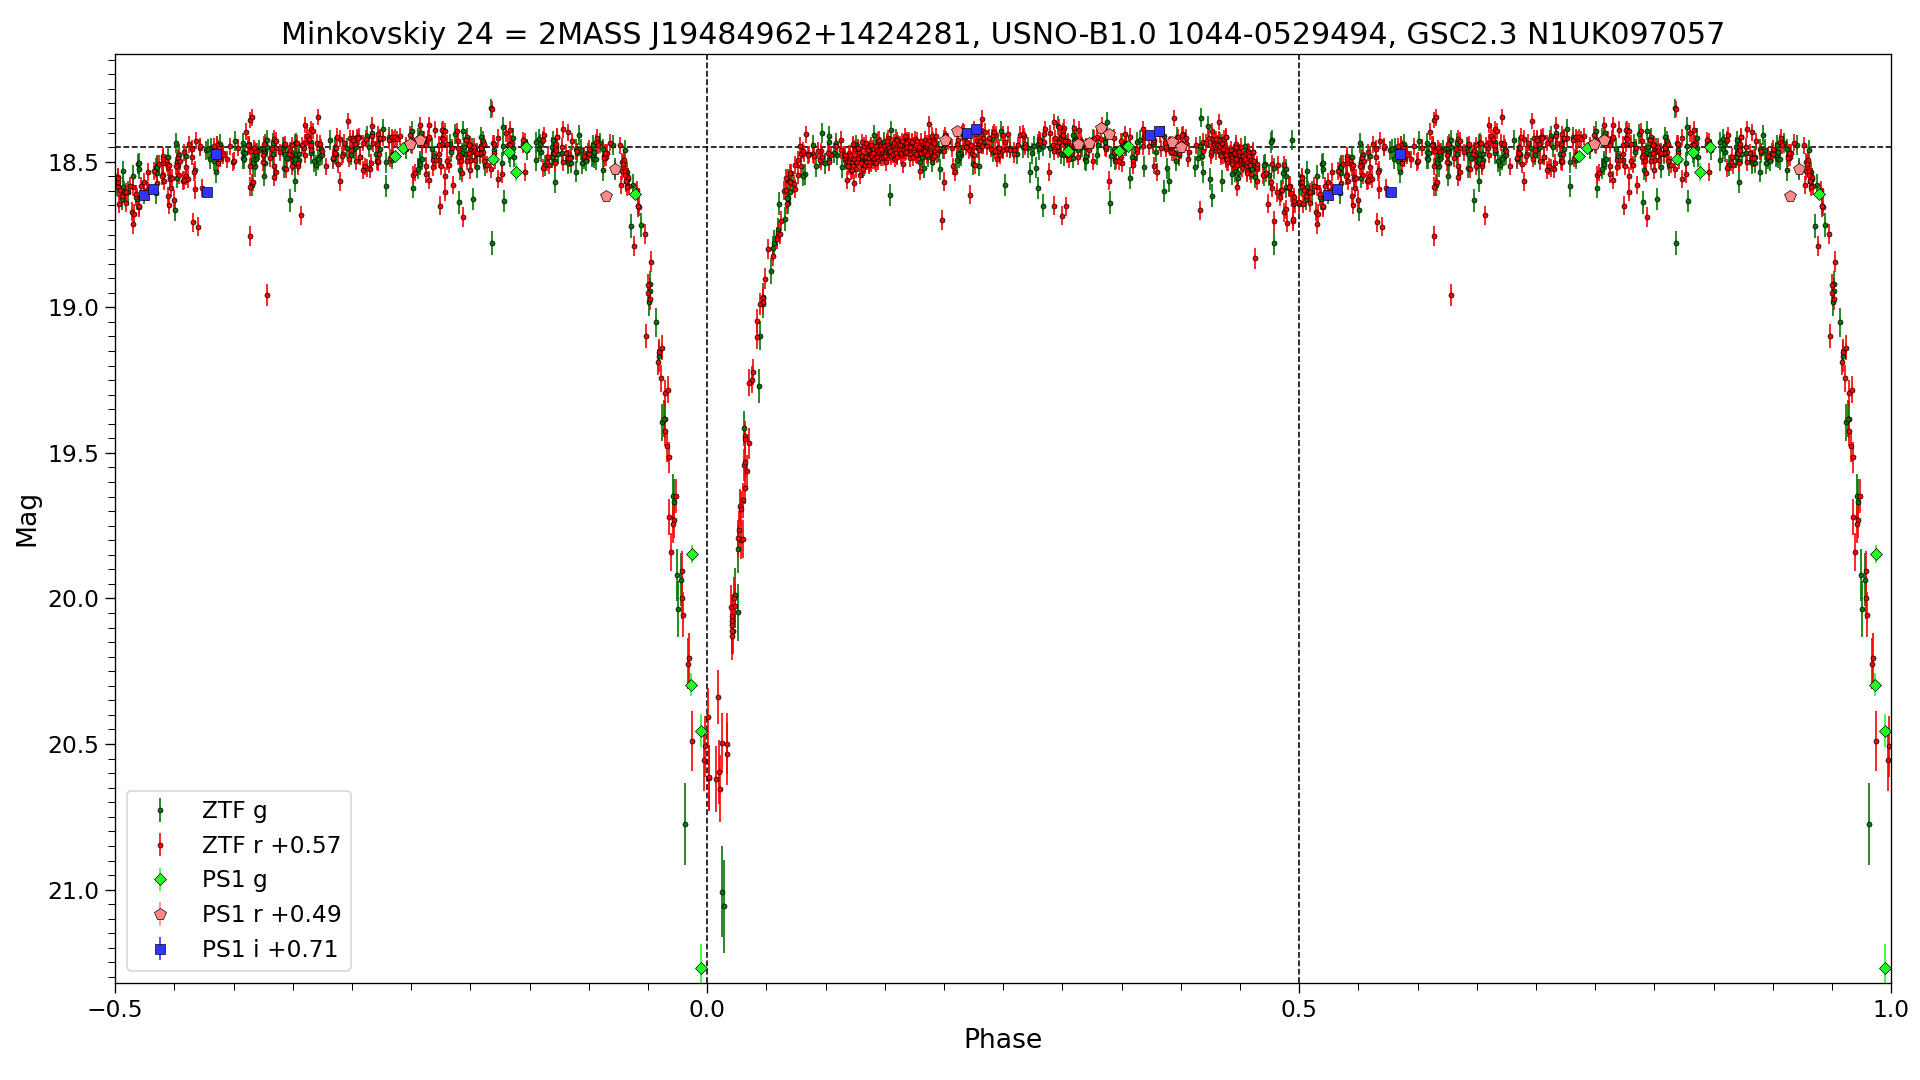 Minkovskiy 24 = 2MASS J19484962+1424281, USNO-B1.0 1044-0529494, GSC2.3 N1UK097057
Mag
18.5
19.0
19.5
20.0
20.5
21.0
ZTF g
ZTF r +0.57
PS1 g
PS1 r +0.49
PS1 i +0.71
−0.5
0.0
0.5
1.0
Phase